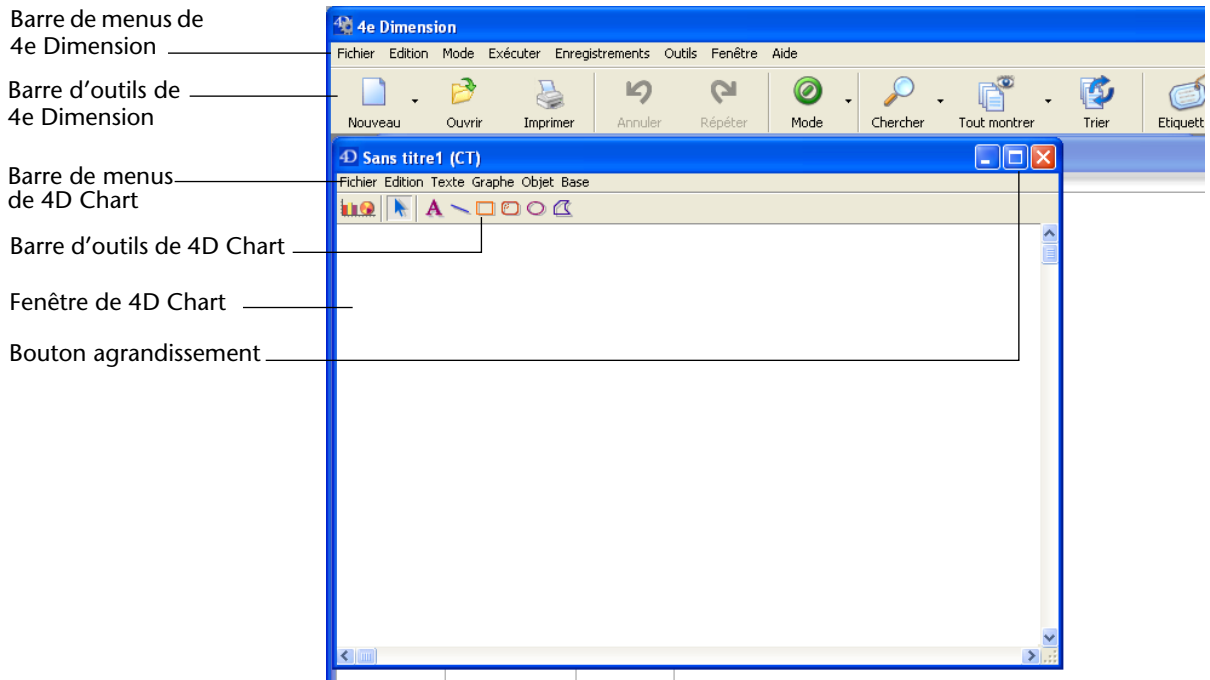 Barre de menus de
4e Dimension
Barre d'outils de
4e Dimension
Barre de menus
de 4D Chart
Barre d'outils de 4D Chart
Fenêtre de 4D Chart
Bouton agrandissement
4e Dimension
Fichier Edition Mode Exécuter Enregistrements Outils Fenêtre Aide
Nouveau Ouvrir Imprimer Annuler Répéter Mode Chercher Tout montrer Trier Etiquett
4D Sans titre1 (CT)
Fichier Edition Texte Graphe Objet Base
A